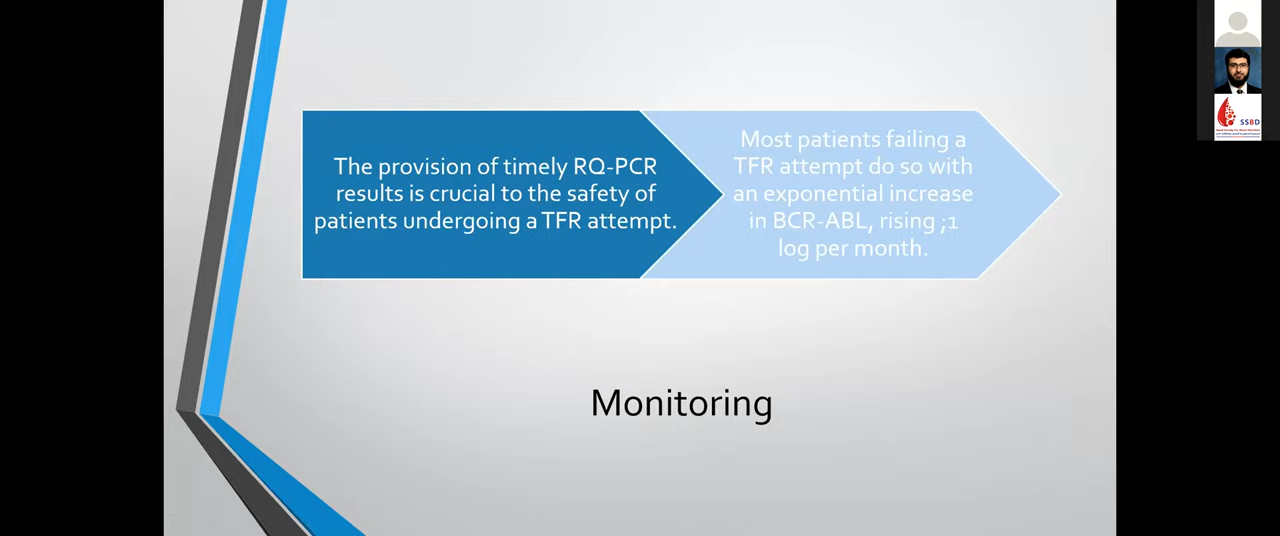 The provision of timely RQ-PCR
results is crucial to the safety of
patients undergoing a TFR attempt.
Most patients failing a
TFR attempt do so with
an exponential increase
in BCR-ABL, rising ;1
log per month.
Monitoring
SSBD